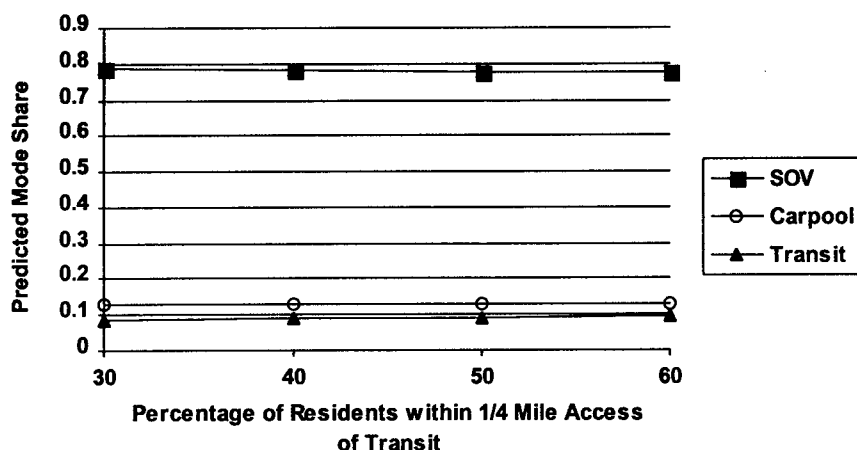 0.9
0.8
0.7
0.6
0.5
0.4
0.3
0.2
0.1
0
Predicted Mode Share
30 40 50 60
Percentage of Residents within 1/4 Mile Access
of Transit
SOV
Carpool
Transit